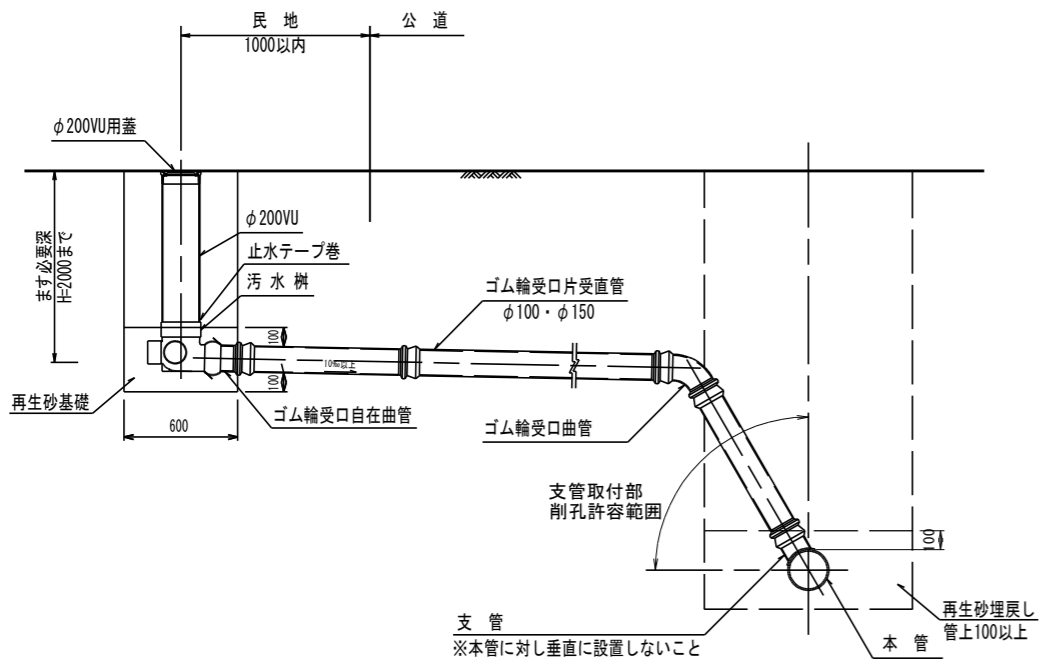 民 地
公 道
1000以内
φ200VU用蓋
φ200VU
止水テープ巻
汚 水 桝
ます必要深
H=2000まで
ゴム輪受口片受直管
φ100・φ150
100
10‰以上
100
再生砂基礎
ゴム輪受口自在曲管
ゴム輪受口曲管
600
支管取付部
削孔許容範囲
100
支 管
※本管に対し垂直に設置しないこと
再生砂埋戻し
管上100以上
本 管